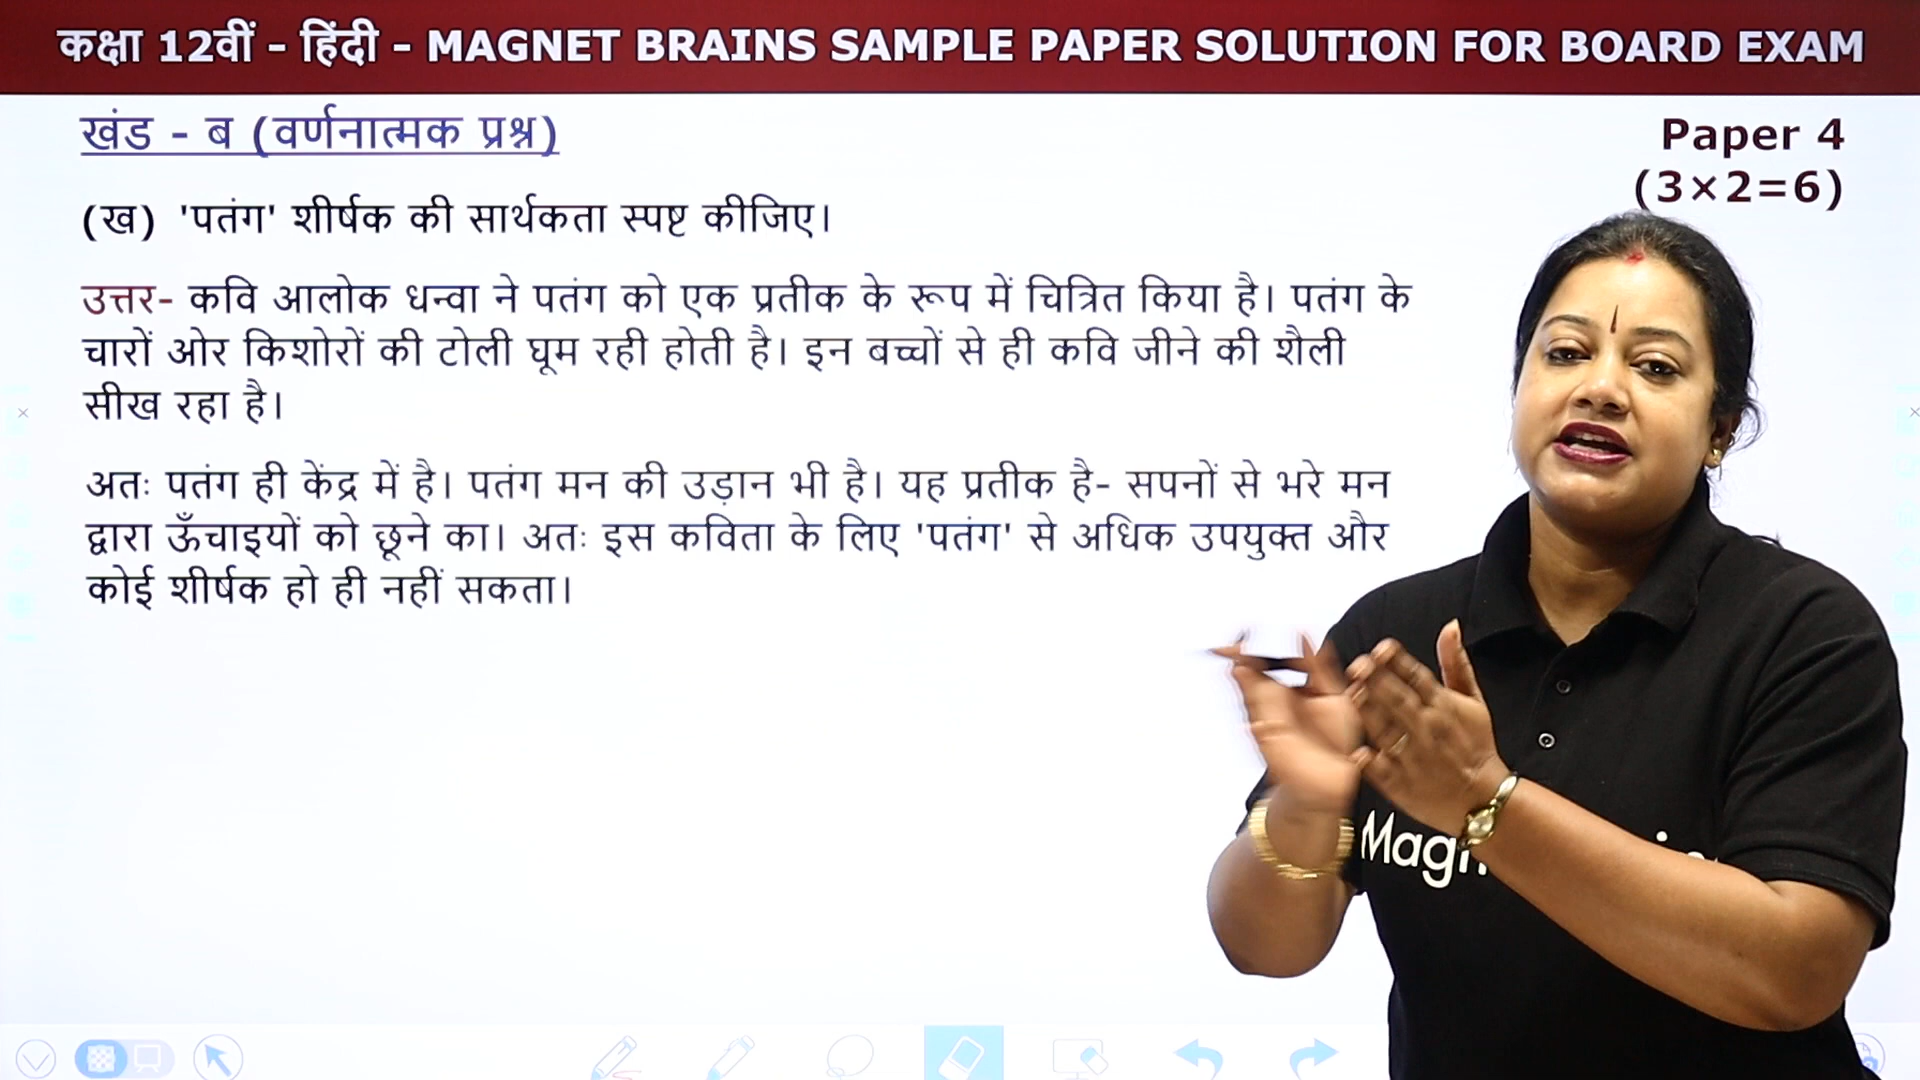 कक्षा 12वीं - हिंदी - MAGNET BRAINS SAMPLE PAPER SOLUTION FOR BOARD EXAM
खंड - ब (वर्णनात्मक प्रश्न)
Paper 4
(3×2=6)
(ख) 'पतंग' शीर्षक की सार्थकता स्पष्ट कीजिए।
उत्तर- कवि आलोक धन्वा ने पतंग को एक प्रतीक के रूप में चित्रित किया है। पतंग के
चारों ओर किशोरों की टोली घूम रही होती है। इन बच्चों से ही कवि जीने की शैली
सीख रहा है।
अतः पतंग ही केंद्र में है। पतंग मन की उड़ान भी है। यह प्रतीक है- सपनों से भरे मन
द्वारा ऊँचाइयों को छूने का। अतः इस कविता के लिए 'पतंग' से अधिक उपयुक्त और
कोई शीर्षक हो ही नहीं सकता।